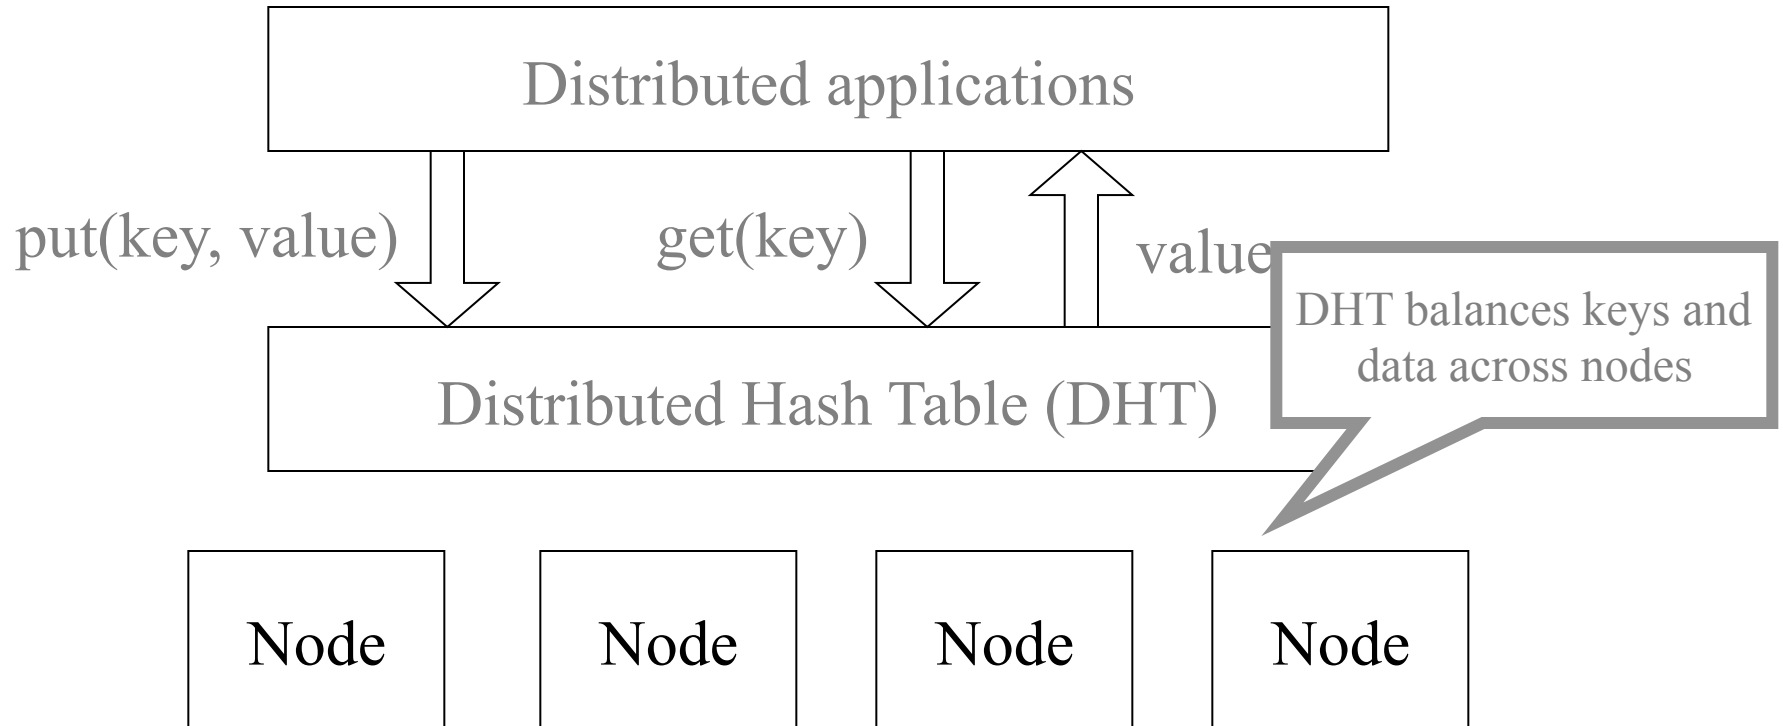 Distributed applications
put(key, value)
get(key)
value
DHT balances keys and
data across nodes
Distributed Hash Table (DHT)
Node
Node
Node
Node